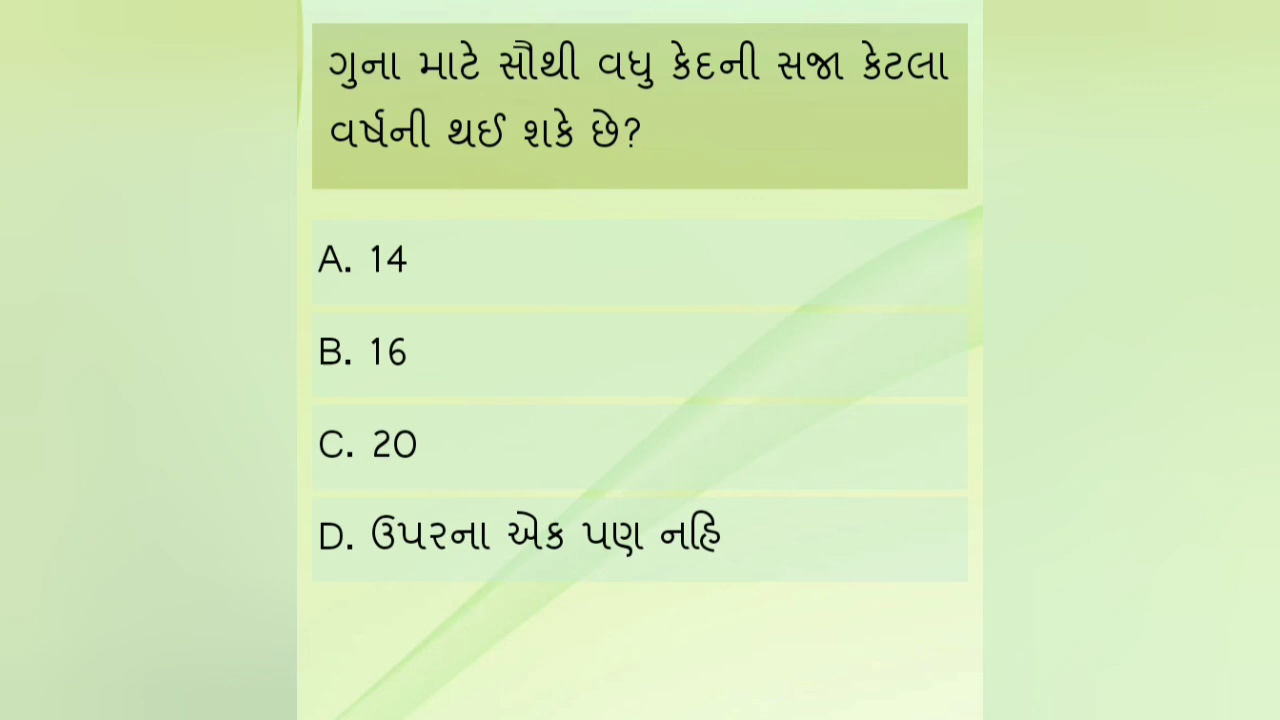 ગુના માટે સૌથી વધુ કેદની સજા કેટલા
વર્ષની થઈ શકે છે?
A. 14
B. 16
C. 20
D. ઉપરના એક પણ નહિ